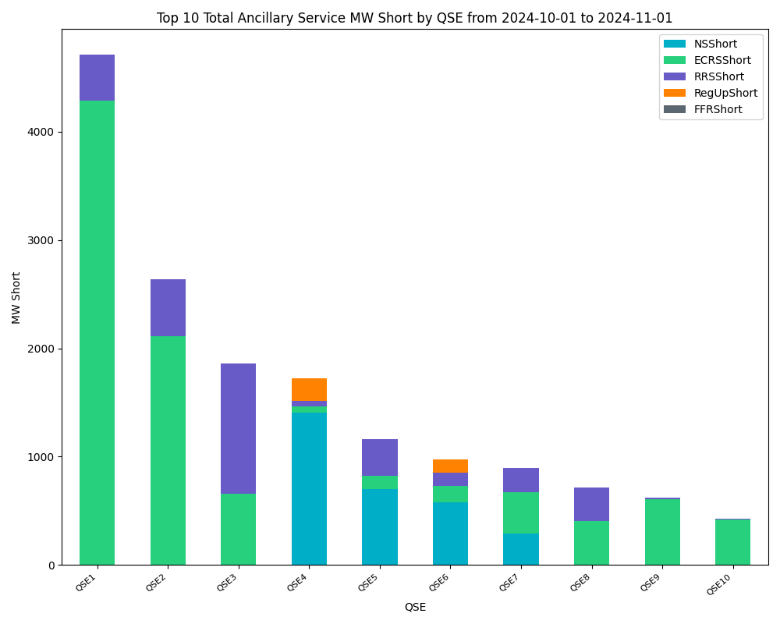 Top 10 Total Ancillary Service MW Short by QSE from 2024-10-01 to 2024-11-01
NSShort
ECRSShort
RRSShort
RegUpShort
FFRShort
MW Short
4000
3000
2000
1000
0
QSE1
QSE2
QSE3
QSE4
QSE5
QSE6
QSE7
QSE8
QSE9
QSE10
QSE